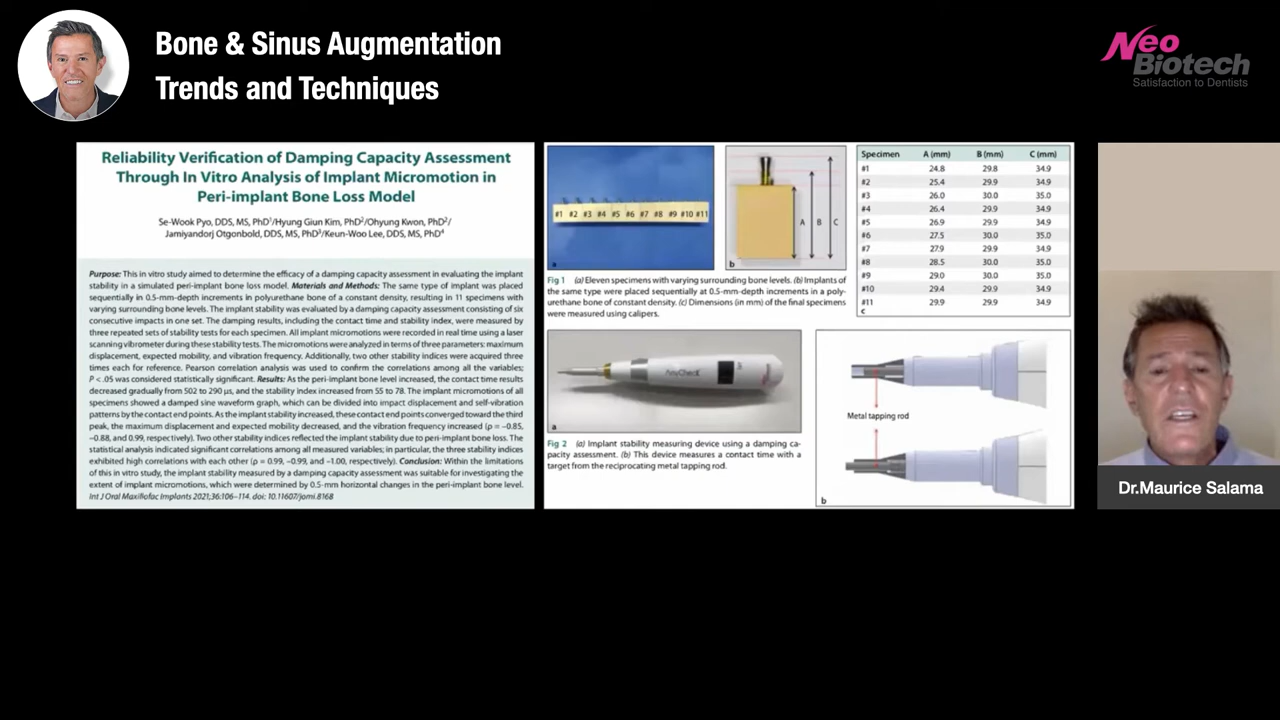 Bone & Sinus Augmentation
Trends and Techniques
Neo
Biotech
Satisfaction to Dentists
Reliability Verification of Damping Capacity Assessment
Through In Vitro Analysis of Implant Micromotion in
Peri-implant Bone Loss Model
Se-Wook Pyo, DDS, MS, PhD1/Hyung Giun Kim, PhD2/Ohyung Kwon, PhD2/
Jamiyandorj Otgonbold, DDS, MS, PhD3/Keun-Woo Lee, DDS, MS, PhD4
Purpose: This in vitro study aimed to determine the efficacy of a damping capacity assessment in evaluating the implant
stability in a simulated peri-implant bone loss model. Materials and Methods: The same type of implant was placed
sequentially in 0.5-mm-depth increments in polyurethane bone of a constant density, resulting in 11 specimens with
varying surrounding bone levels. The implant stability was evaluated by a damping capacity assessment consisting of six
consecutive impacts in one set. The damping results, including the contact time and stability index, were measured by
three repeated sets of stability tests for each specimen. All implant micromotions were recorded in real time using a laser
scanning vibrometer during these stability tests. The micromotions were analyzed in terms of three parameters: maximum
displacement, expected mobility, and vibration frequency. Additionally, two other stability indices were acquired three
times each for reference. Pearson correlation analysis was used to confirm the correlations among all the variables;
P < .05 was considered statistically significant. Results: As the peri-implant bone level increased, the contact time results
decreased gradually from 502 to 290 μs, and the stability index increased from 55 to 78. The implant micromotions of all
specimens showed a damped sine waveform graph, which can be divided into impact displacement and self-vibration
patterns by the contact end points. As the implant stability increased, these contact end points converged toward the third
peak, the maximum displacement and expected mobility decreased, and the vibration frequency increased (ρ = –0.85,
–0.88, and 0.99, respectively). Two other stability indices reflected the implant stability due to peri-implant bone loss. The
statistical analysis indicated significant correlations among all measured variables; in particular, the three stability indices
exhibited high correlations with each other (ρ = 0.99, –0.99, and –1.00, respectively). Conclusion: Within the limitations
of this in vitro study, the implant stability measured by a damping capacity assessment was suitable for investigating the
extent of implant micromotions, which were determined by 0.5-mm horizontal changes in the peri-implant bone level.
Int J Oral Maxillofac Implants 2021;36:106–114. doi: 10.11607/jomi.8168
#1 #2 #3 #4 #5 #6 #7 #8 #9 #10 #11
a
A B C
b
Fig 1 (a) Eleven specimens with varying surrounding bone levels. (b) Implants of
the same type were placed sequentially at 0.5-mm-depth increments in a poly-
urethane bone of constant density. (c) Dimensions (in mm) of the final specimens
were measured using calipers.
Specimen A (mm) B (mm) C (mm)
#1 24.8 29.8 34.9
#2 25.4 29.9 34.9
#3 26.0 30.0 35.0
#4 26.4 29.9 34.9
#5 26.9 29.9 34.9
#6 27.5 30.0 35.0
#7 27.9 29.9 34.9
#8 28.5 30.0 35.0
#9 29.0 30.0 35.0
#10 29.4 29.9 34.9
#11 29.9 29.9 34.9
c
AnyCheck
a
Fig 2 (a) Implant stability measuring device using a damping ca-
pacity assessment. (b) This device measures a contact time with a
target from the reciprocating metal tapping rod.
Metal tapping rod
b
Dr.Maurice Salama